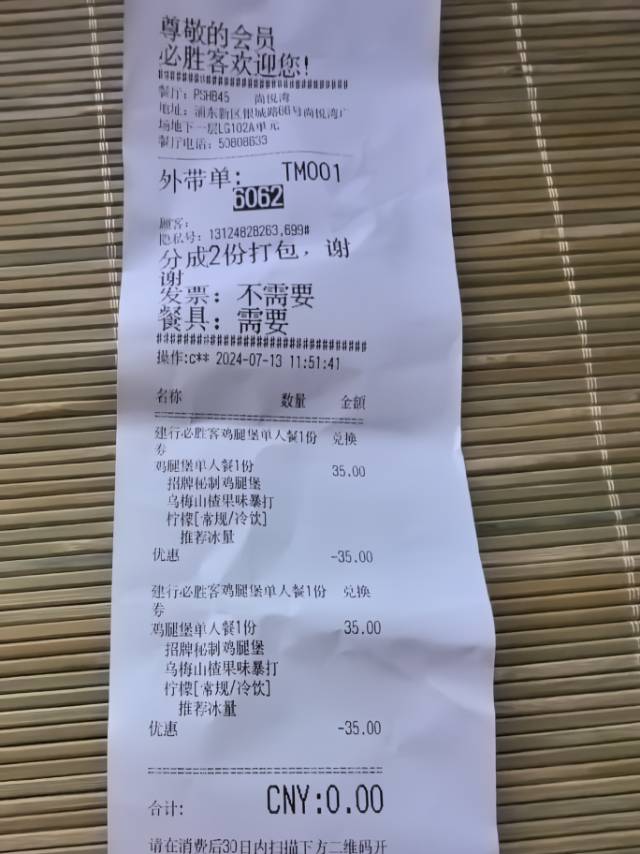 尊敬的会员
必胜客欢迎您!
餐厅: PSH845 尚悦湾
地址: 浦东新区银城路66号尚悦湾广
场地下一层LG102A单元
餐厅电话: 50808633
外带单: TM001
6062
顾客:
隐私号: 13124828263,699#
分成2份打包, 谢
谢
发票: 不需要
餐具: 需要
操作:c** 2024-07-13 11:51:41
名称 数量 金额
建行必胜客鸡腿堡单人餐1份 兑换
券
鸡腿堡单人餐1份 35.00
招牌秘制鸡腿堡
乌梅山楂果味暴打
柠檬[常规/冷饮]
推荐冰量
优惠 -35.00
建行必胜客鸡腿堡单人餐1份 兑换
券
鸡腿堡单人餐1份 35.00
招牌秘制鸡腿堡
乌梅山楂果味暴打
柠檬[常规/冷饮]
推荐冰量
优惠 -35.00
合计: CNY:0.00
请在消费后30日内扫描下方二维码开